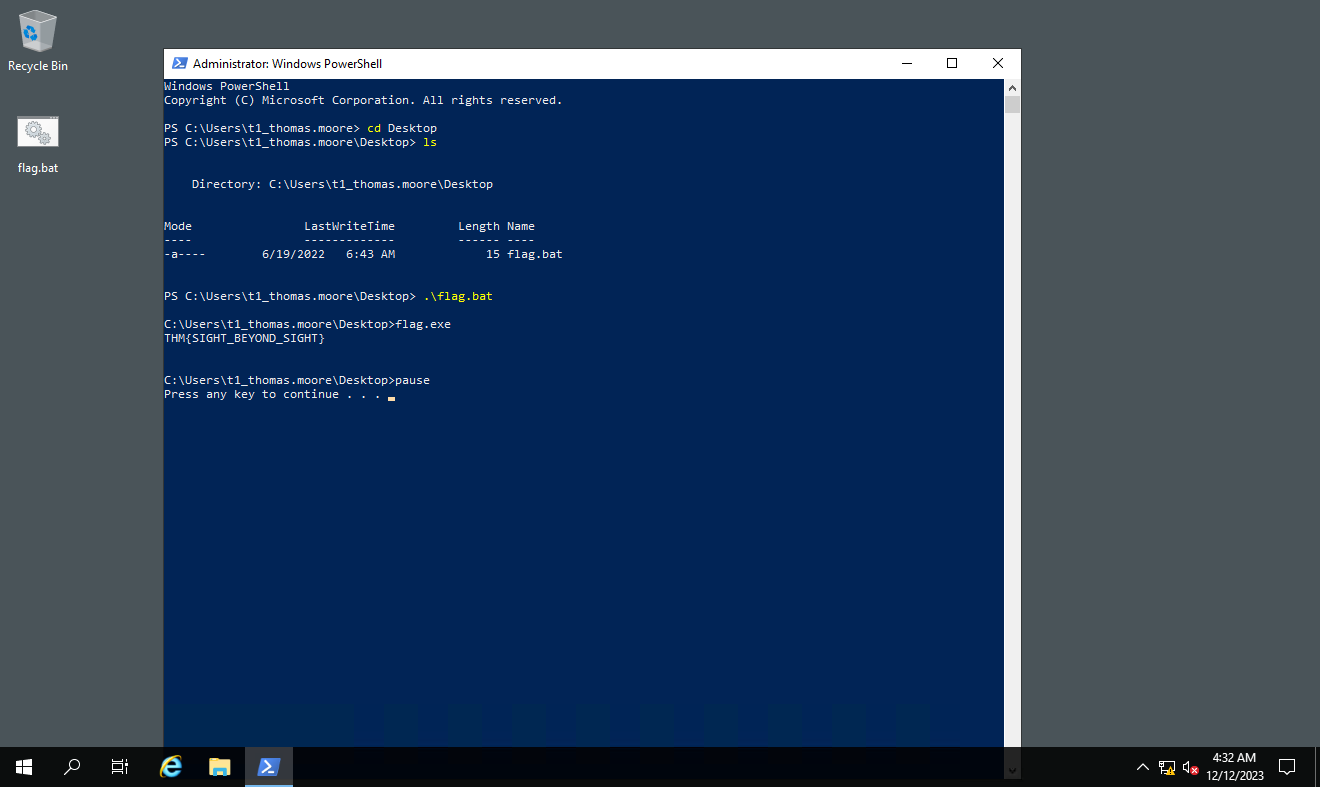 Recycle Bin
flag.bat
Administrator: Windows PowerShell
Windows PowerShell
Copyright (C) Microsoft Corporation. All rights reserved.
PS C:\Users\t1_thomas.moore> cd Desktop
PS C:\Users\t1_thomas.moore\Desktop> ls
Directory: C:\Users\t1_thomas.moore\Desktop
Mode                LastWriteTime         Length Name
----                -------------         ------ ----
-a----        6/19/2022   6:43 AM             15 flag.bat
PS C:\Users\t1_thomas.moore\Desktop> .\flag.bat
C:\Users\t1_thomas.moore\Desktop>flag.exe
THM{SIGHT_BEYOND_SIGHT}
C:\Users\t1_thomas.moore\Desktop>pause
Press any key to continue . . .
4:32 AM
12/12/2023